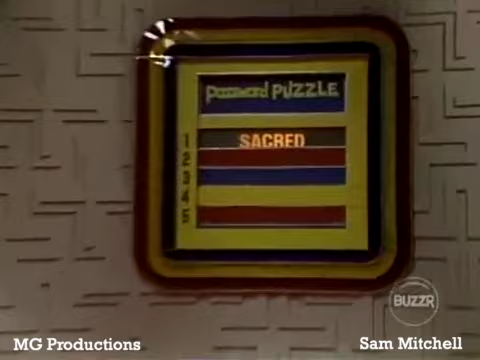 Password PUZZLE
1
SACRED
2
3
4
5
BUZZR
MG Productions
Sam Mitchell